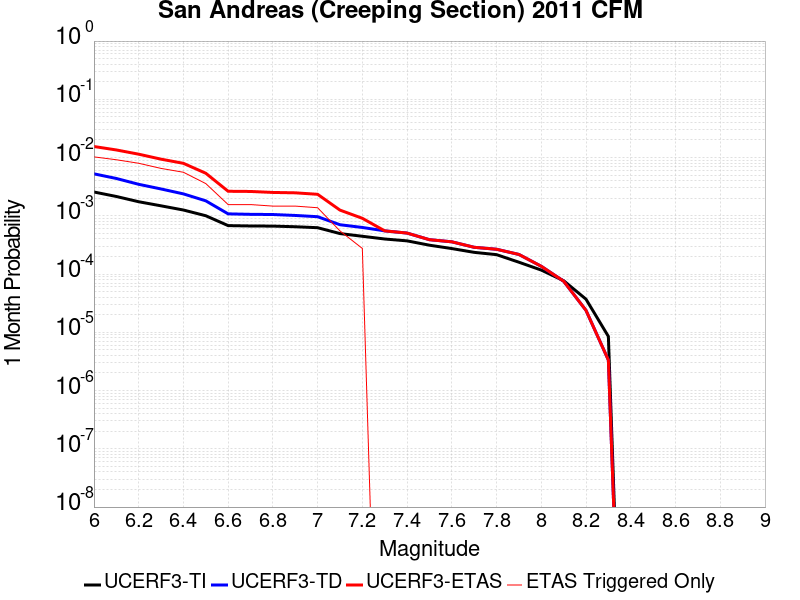 San Andreas (Creeping Section) 2011 CFM
10^0
10^-1
10^-2
10^-3
10^-4
10^-5
10^-6
10^-7
10^-8
1 Month Probability
6 6.2 6.4 6.6 6.8 7 7.2 7.4 7.6 7.8 8 8.2 8.4 8.6 8.8 9
Magnitude
UCERF3-TI UCERF3-TD UCERF3-ETAS ETAS Triggered Only